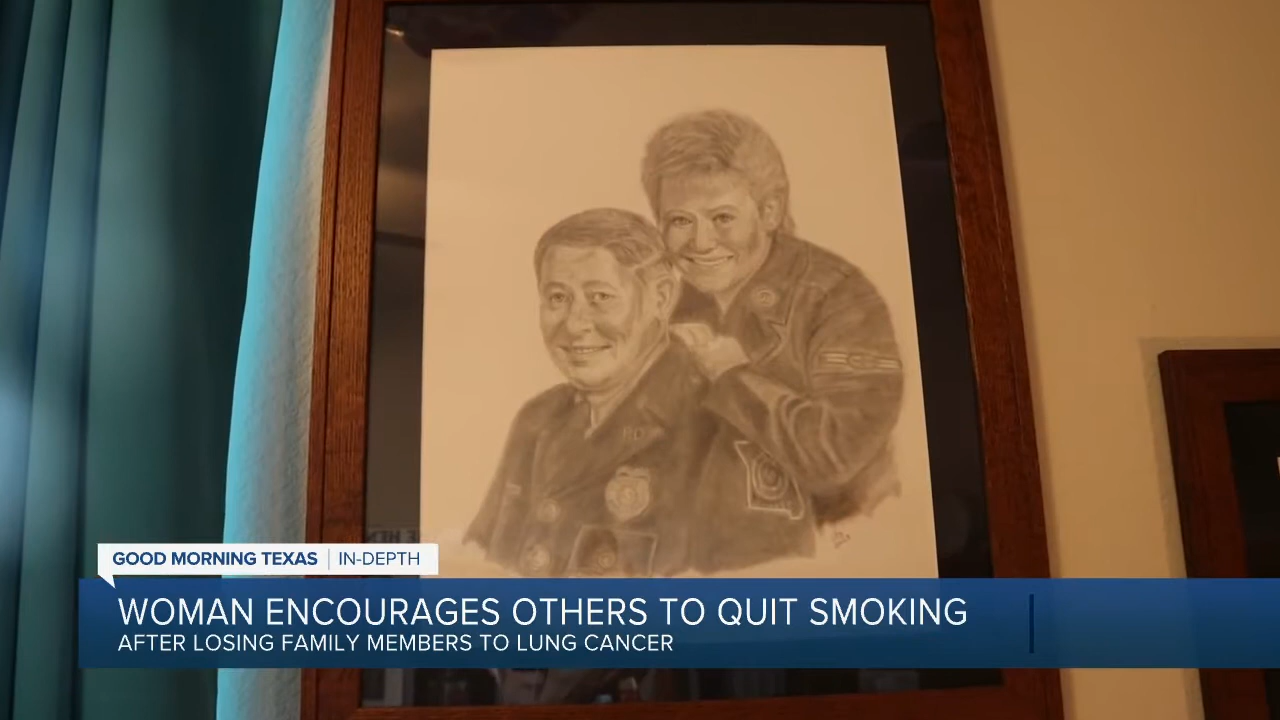 GOOD MORNING TEXAS | IN-DEPTH
WOMAN ENCOURAGES OTHERS TO QUIT SMOKING
AFTER LOSING FAMILY MEMBERS TO LUNG CANCER